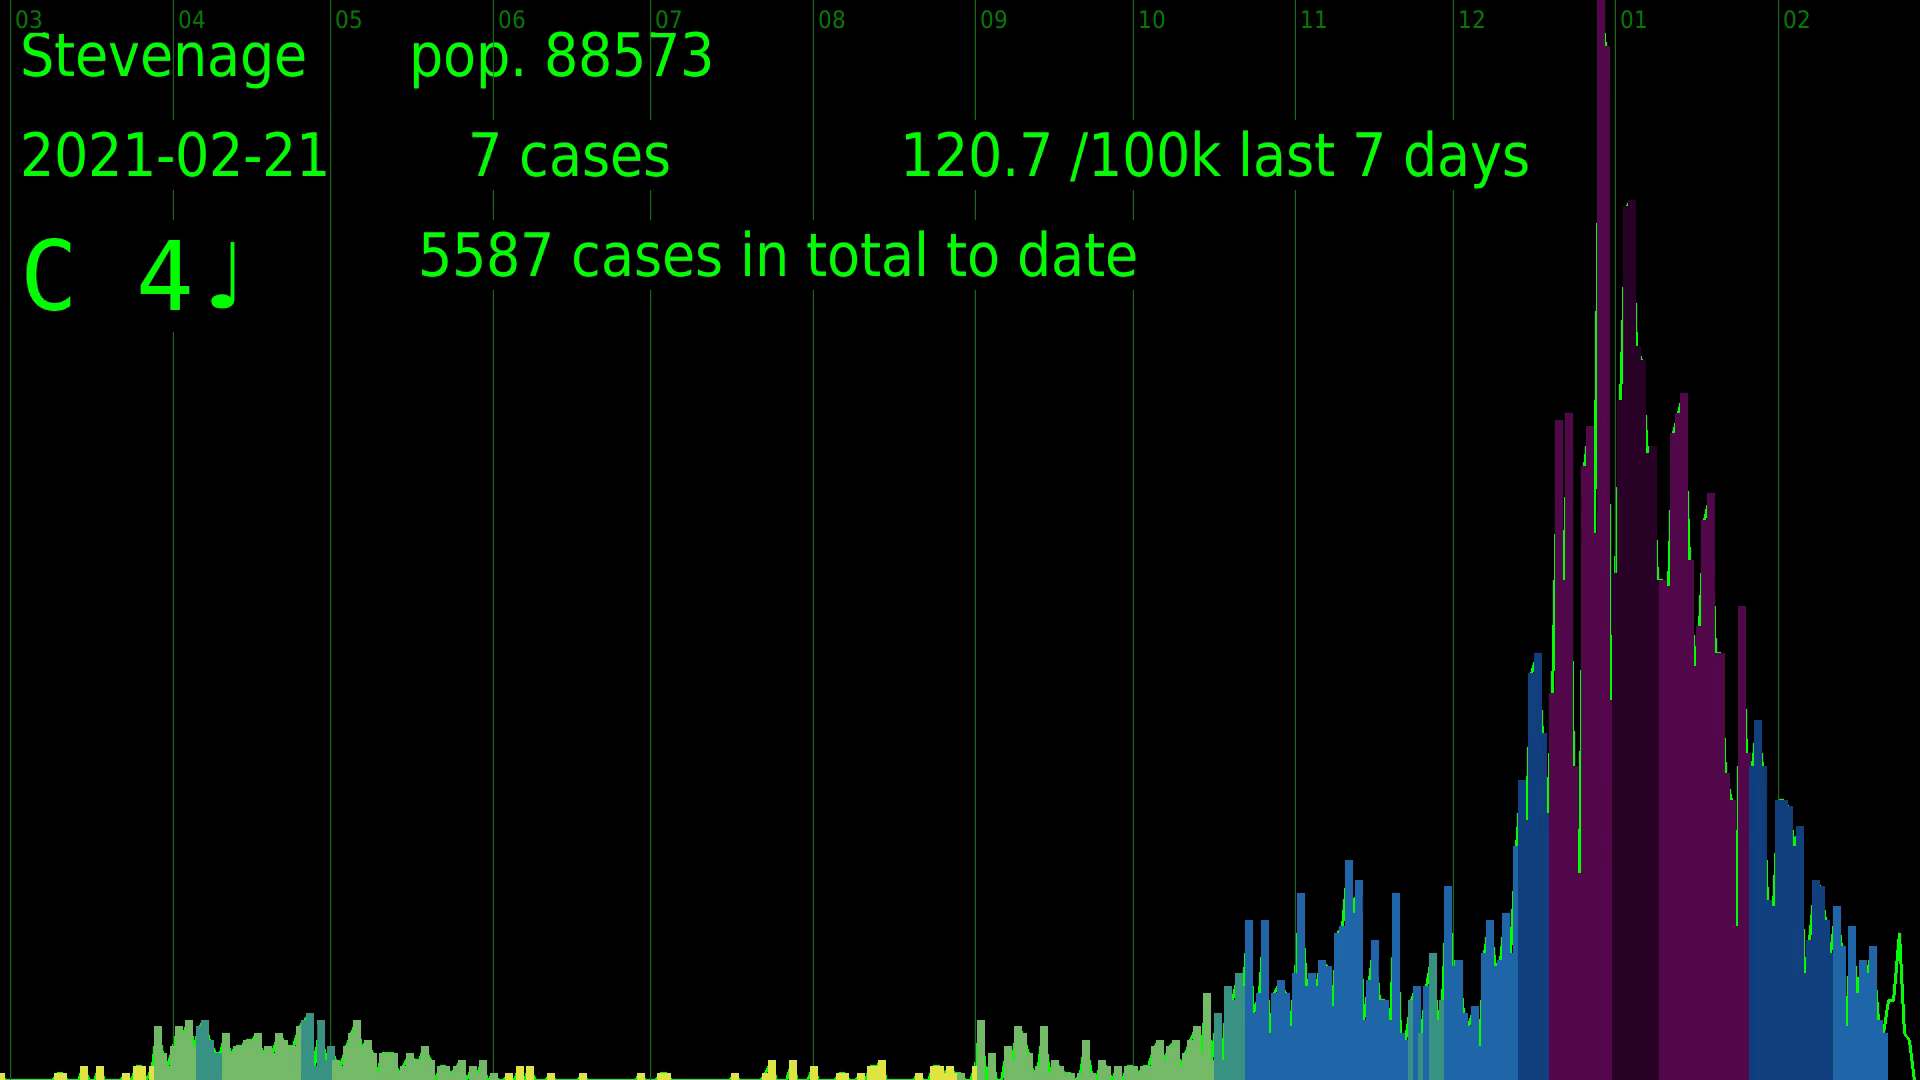 03 04 05 06 07 08 09 10 11 12 01 02
Stevenage pop. 88573
2021-02-21 7 cases 120.7 /100k last 7 days
C 4♩ 5587 cases in total to date